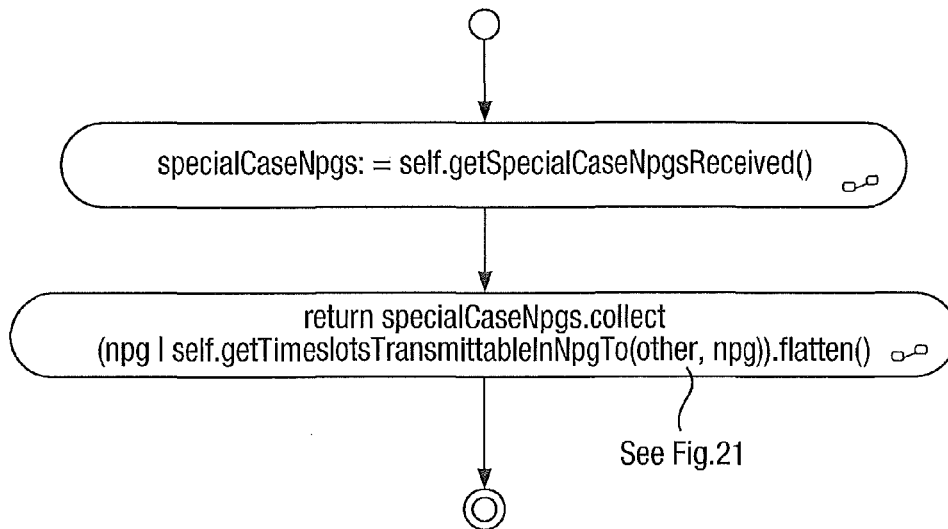 specialCaseNpgs: = self.getSpecialCaseNpgsReceived()
return specialCaseNpgs.collect
(npg | self.getTimeslotsTransmittableInNpgTo(other, npg)).flatten()
See Fig.21